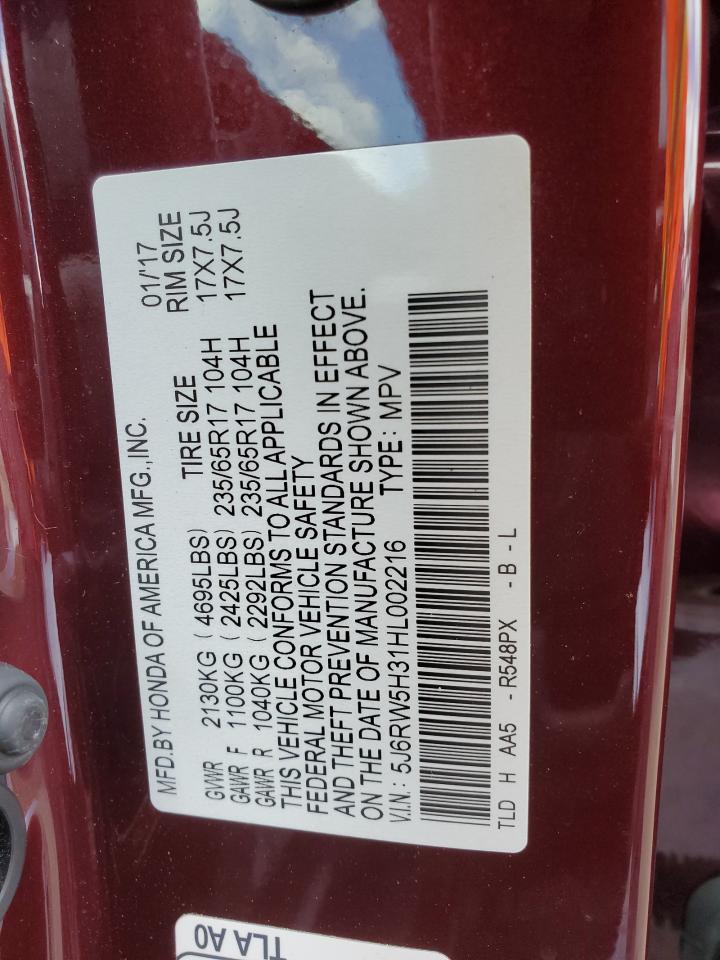 MFD.BY HONDA OF AMERICA MFG.,INC. 01/'17
GVWR 2130KG ( 4695LBS) TIRE SIZE RIM SIZE
GAWR F 1100KG ( 2425LBS) 235/65R17 104H 17X7.5J
GAWR R 1040KG ( 2292LBS) 235/65R17 104H 17X7.5J
THIS VEHICLE CONFORMS TO ALL APPLICABLE
FEDERAL MOTOR VEHICLE SAFETY
AND THEFT PREVENTION STANDARDS IN EFFECT
ON THE DATE OF MANUFACTURE SHOWN ABOVE.
V.I.N.: 5J6RW5H31HL002216 TYPE: MPV
TLD H AA5 - R548PX - B - L
TLA A0